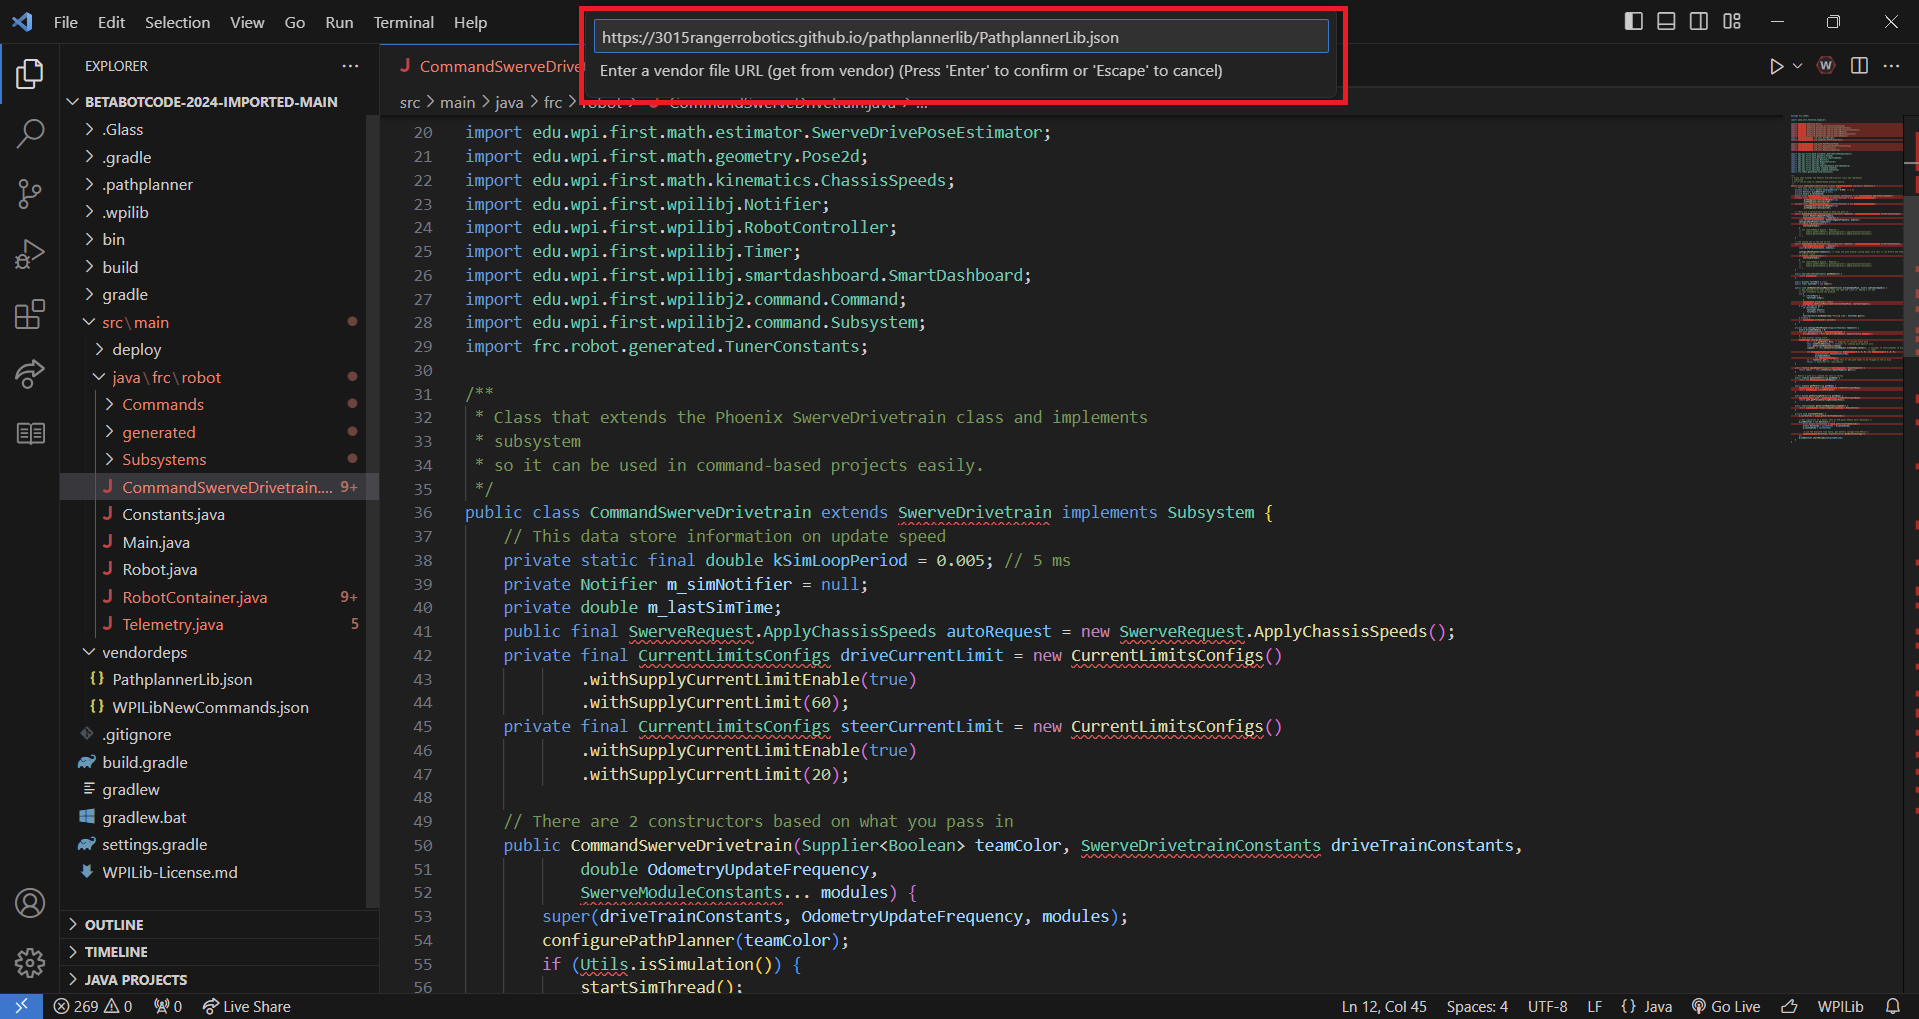 File Edit Selection View Go Run Terminal Help
https://3015rangerrobotics.github.io/pathplannerlib/PathplannerLib.json
Enter a vendor file URL (get from vendor) (Press 'Enter' to confirm or 'Escape' to cancel)
EXPLORER
BETABOTCODE-2024-IMPORTED-MAIN
.Glass
.gradle
.pathplanner
.wpilib
bin
build
gradle
src\main
deploy
java\frc\robot
Commands
generated
Subsystems
CommandSwerveDrivetrain.... 9+
Constants.java
Main.java
Robot.java
RobotContainer.java 9+
Telemetry.java 5
vendordeps
PathplannerLib.json
WPILibNewCommands.json
.gitignore
build.gradle
gradlew
gradlew.bat
settings.gradle
WPILib-License.md
OUTLINE
TIMELINE
JAVA PROJECTS
CommandSwerveDrive
src > main > java > frc > robot > CommandSwerveDrivetrain.java > ...
20 import edu.wpi.first.math.estimator.SwerveDrivePoseEstimator;
21 import edu.wpi.first.math.geometry.Pose2d;
22 import edu.wpi.first.math.kinematics.ChassisSpeeds;
23 import edu.wpi.first.wpilibj.Notifier;
24 import edu.wpi.first.wpilibj.RobotController;
25 import edu.wpi.first.wpilibj.Timer;
26 import edu.wpi.first.wpilibj.smartdashboard.SmartDashboard;
27 import edu.wpi.first.wpilibj2.command.Command;
28 import edu.wpi.first.wpilibj2.command.Subsystem;
29 import frc.robot.generated.TunerConstants;
30
31 /**
32 * Class that extends the Phoenix SwerveDrivetrain class and implements
33 * subsystem
34 * so it can be used in command-based projects easily.
35 */
36 public class CommandSwerveDrivetrain extends SwerveDrivetrain implements Subsystem {
37 // This data store information on update speed
38 private static final double kSimLoopPeriod = 0.005; // 5 ms
39 private Notifier m_simNotifier = null;
40 private double m_lastSimTime;
41 public final SwerveRequest.ApplyChassisSpeeds autoRequest = new SwerveRequest.ApplyChassisSpeeds();
42 private final CurrentLimitsConfigs driveCurrentLimit = new CurrentLimitsConfigs()
43 .withSupplyCurrentLimitEnable(true)
44 .withSupplyCurrentLimit(60);
45 private final CurrentLimitsConfigs steerCurrentLimit = new CurrentLimitsConfigs()
46 .withSupplyCurrentLimitEnable(true)
47 .withSupplyCurrentLimit(20);
48
49 // There are 2 constructors based on what you pass in
50 public CommandSwerveDrivetrain(Supplier<Boolean> teamColor, SwerveDrivetrainConstants driveTrainConstants,
51 double OdometryUpdateFrequency,
52 SwerveModuleConstants... modules) {
53 super(driveTrainConstants, OdometryUpdateFrequency, modules);
54 configurePathPlanner(teamColor);
55 if (Utils.isSimulation()) {
56 startSimThread();
269 0 0 Live Share
Ln 12, Col 45 Spaces: 4 UTF-8 LF {} Java Go Live WPILib